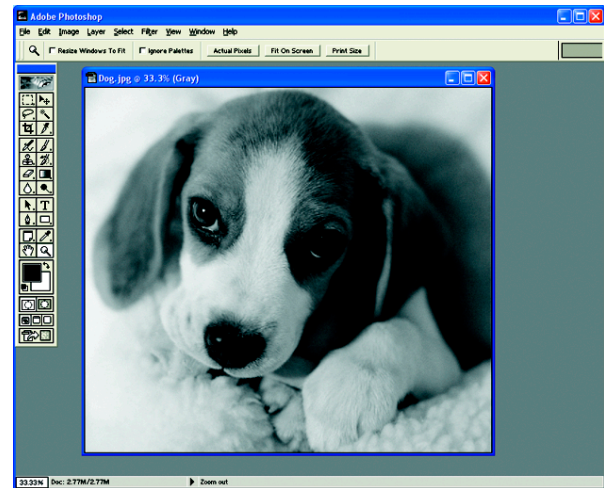 Adobe Photoshop
File Edit Image Layer Select Filter View Window Help
Resize Windows To Fit Ignore Palettes Actual Pixels Fit On Screen Print Size
Dog.jpg @ 33.3% (Gray)
T
33.33% Doc: 2.77M/2.77M Zoom out